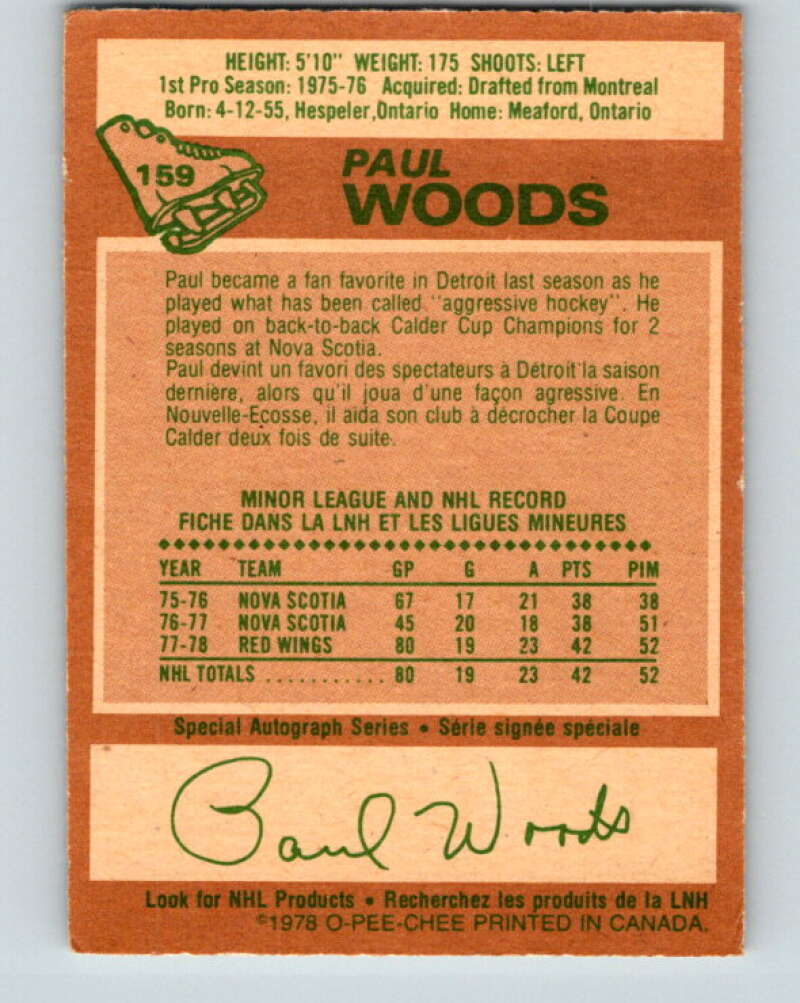 HEIGHT: 5'10" WEIGHT: 175 SHOOTS: LEFT
1st Pro Season: 1975-76 Acquired: Drafted from Montreal
Born: 4-12-55, Hespeler, Ontario Home: Meaford, Ontario
159
PAUL
WOODS
Paul became a fan favorite in Detroit last season as he
played what has been called "aggressive hockey". He
played on back-to-back Calder Cup Champions for 2
seasons at Nova Scotia.
Paul devint un favori des spectateurs à Détroit la saison
dernière, alors qu'il joua d'une façon agressive. En
Nouvelle-Ecosse, il aida son club à décrocher la Coupe
Calder deux fois de suite.
MINOR LEAGUE AND NHL RECORD
FICHE DANS LA LNH ET LES LIGUES MINEURES
YEAR TEAM GP G A PTS PIM
75-76 NOVA SCOTIA 67 17 21 38 38
76-77 NOVA SCOTIA 45 20 18 38 51
77-78 RED WINGS 80 19 23 42 52
NHL TOTALS ........... 80 19 23 42 52
Special Autograph Series • Série signée spéciale
Paul Woods
Look for NHL Products • Recherchez les produits de la LNH
©1978 O-PEE-CHEE PRINTED IN CANADA.